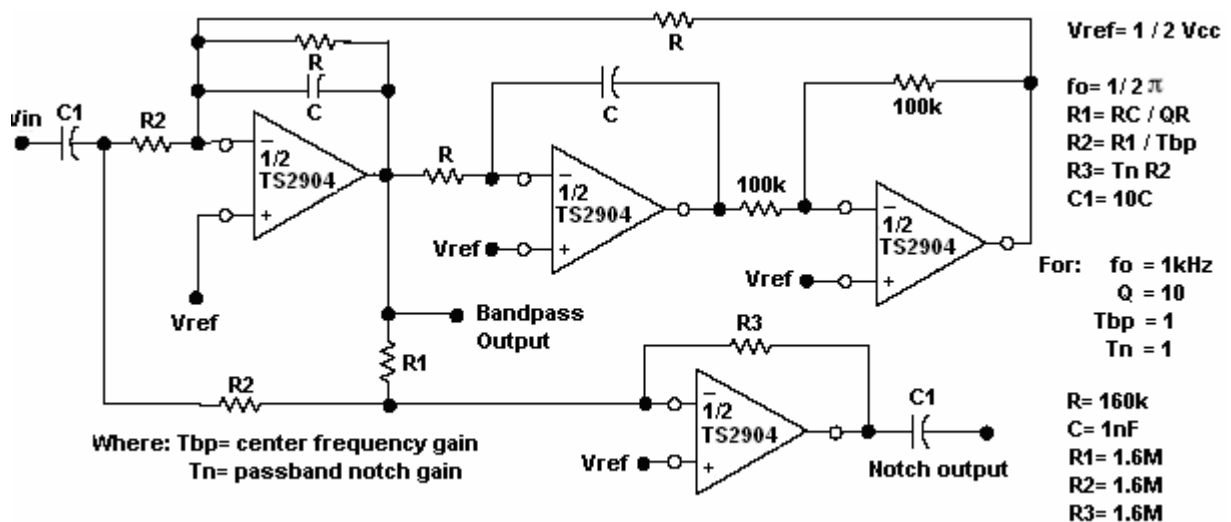 R
Vref= 1 / 2 Vcc
R
100k
fo= 1/ 2 π
Vin
C1
R2
C
C
R1= RC / QR
R2= R1 / Tbp
R3= Tn R2
C1= 10C
−
1/2
TS2904
+
R
−
1/2
TS2904
+
100k
−
1/2
TS2904
+
Vref
Vref
Vref
For: fo = 1kHz
Q = 10
Tbp = 1
Tn = 1
Bandpass
Output
R1
R3
R2
−
1/2
TS2904
+
C1
Vref
Notch output
R= 160k
C= 1nF
R1= 1.6M
R2= 1.6M
R3= 1.6M
Where: Tbp= center frequency gain
Tn= passband notch gain